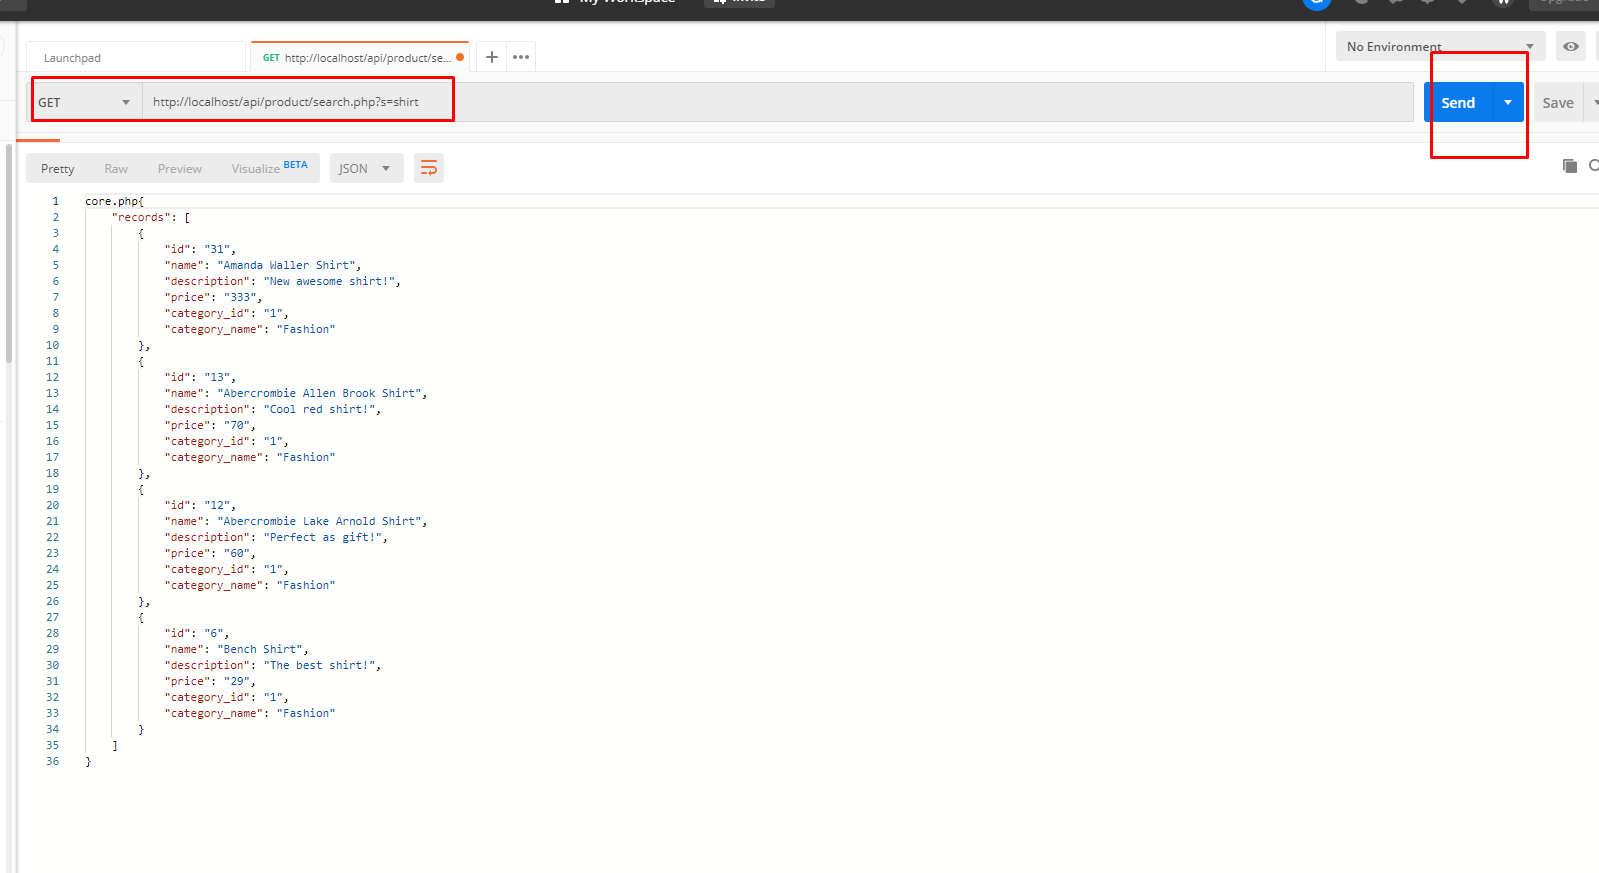 My Workspace
Invite
Upgrade
Launchpad
GET http://localhost/api/product/se...
No Environment
GET
http://localhost/api/product/search.php?s=shirt
Send
Save
Pretty
Raw
Preview
Visualize BETA
JSON
1 core.php{
2 "records": [
3 {
4 "id": "31",
5 "name": "Amanda Waller Shirt",
6 "description": "New awesome shirt!",
7 "price": "333",
8 "category_id": "1",
9 "category_name": "Fashion"
10 },
11 {
12 "id": "13",
13 "name": "Abercrombie Allen Brook Shirt",
14 "description": "Cool red shirt!",
15 "price": "70",
16 "category_id": "1",
17 "category_name": "Fashion"
18 },
19 {
20 "id": "12",
21 "name": "Abercrombie Lake Arnold Shirt",
22 "description": "Perfect as gift!",
23 "price": "60",
24 "category_id": "1",
25 "category_name": "Fashion"
26 },
27 {
28 "id": "6",
29 "name": "Bench Shirt",
30 "description": "The best shirt!",
31 "price": "29",
32 "category_id": "1",
33 "category_name": "Fashion"
34 }
35 ]
36 }